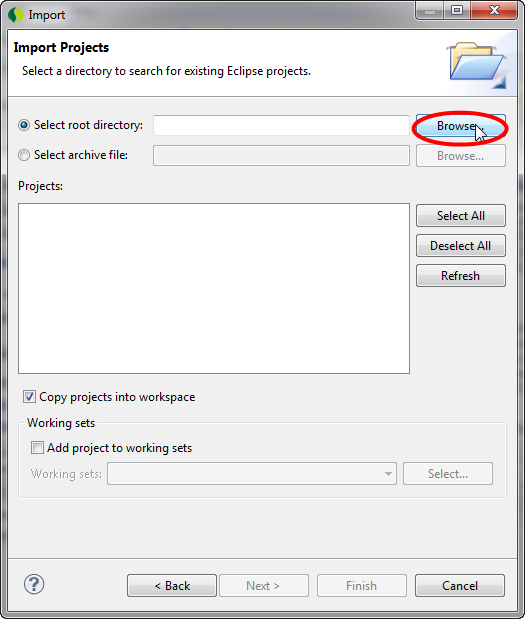 Import
Import Projects
Select a directory to search for existing Eclipse projects.
Select root directory:
Browse...
Select archive file:
Browse...
Projects:
Select All
Deselect All
Refresh
Copy projects into workspace
Working sets
Add project to working sets
Working sets:
Select...
?
< Back
Next >
Finish
Cancel